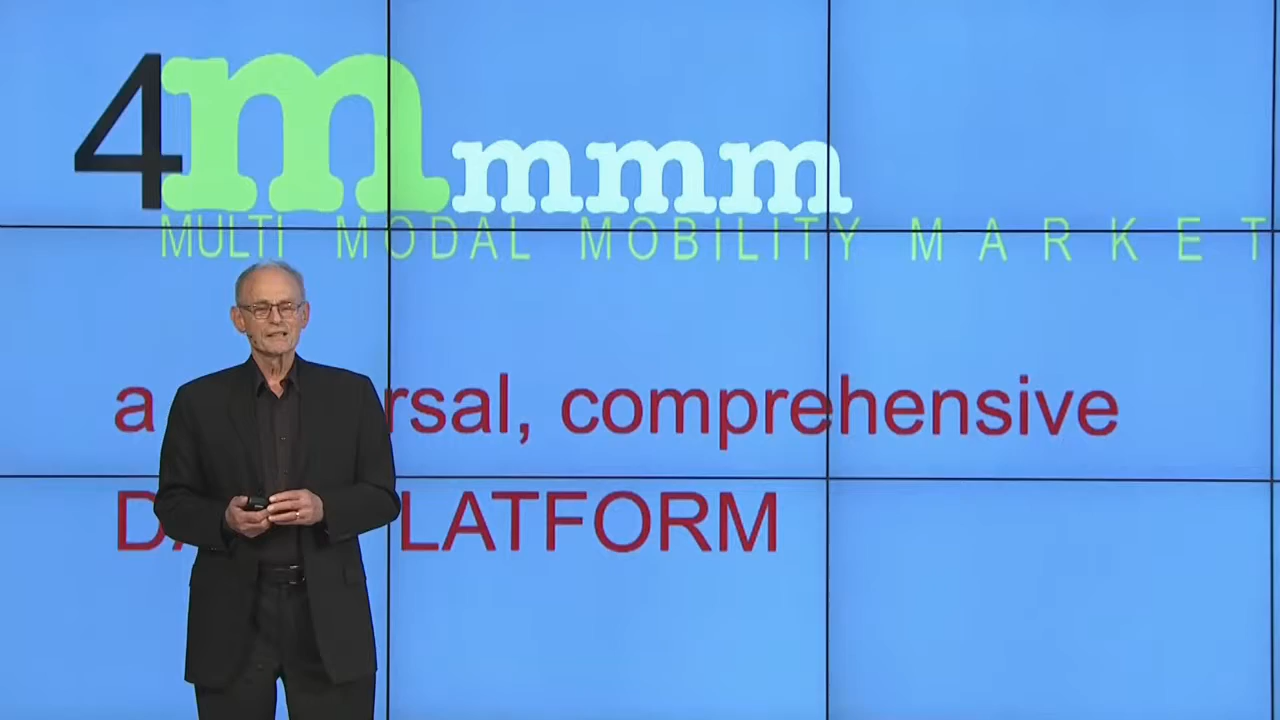 4mmmm
MULTI MODAL MOBILITY MARKET
a rsal, comprehensive
D LATFORM